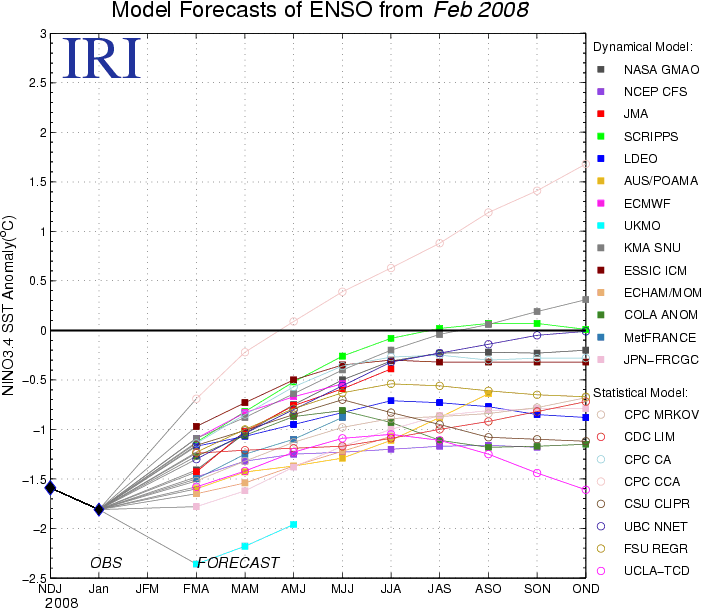 Model Forecasts of ENSO from Feb 2008
IRI
NINO3.4 SST Anomaly(°C)
3
2.5
2
1.5
1
0.5
0
−0.5
−1
−1.5
−2
−2.5
OBS
FORECAST
NDJ Jan JFM FMA MAM AMJ MJJ JJA JAS ASO SON OND
2008
Dynamical Model:
NASA GMAO
NCEP CFS
JMA
SCRIPPS
LDEO
AUS/POAMA
ECMWF
UKMO
KMA SNU
ESSIC ICM
ECHAM/MOM
COLA ANOM
MetFRANCE
JPN−FRCGC
Statistical Model:
CPC MRKOV
CDC LIM
CPC CA
CPC CCA
CSU CLIPR
UBC NNET
FSU REGR
UCLA−TCD